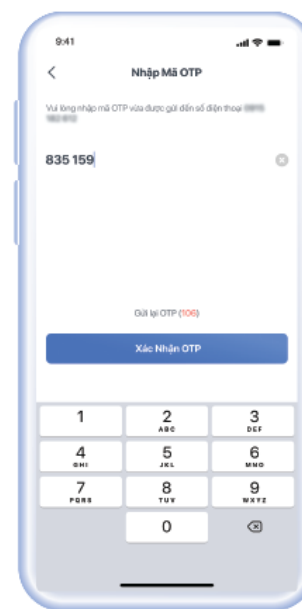 9:41
Nhập Mã OTP
Vui lòng nhập mã OTP vừa được gửi đến số điện thoại
835 159
Gửi lại OTP (106)
Xác Nhận OTP
1
2
ABC
3
DEF
4
GHI
5
JKL
6
MNO
7
PQRS
8
TUV
9
WXYZ
0